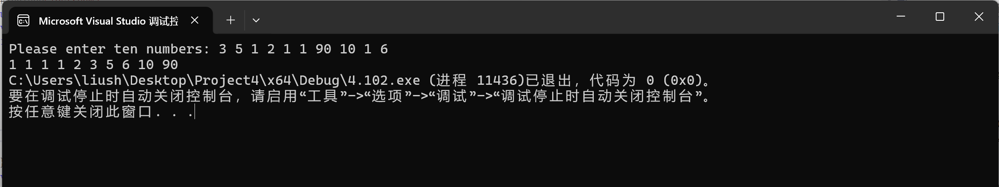 Microsoft Visual Studio 调试控
Please enter ten numbers: 3 5 1 2 1 1 90 10 1 6
1 1 1 1 2 3 5 6 10 90
C:\Users\liush\Desktop\Project4\x64\Debug\4.102.exe (进程 11436)已退出，代码为 0 (0x0)。
要在调试停止时自动关闭控制台，请启用“工具”->“选项”->“调试”->“调试停止时自动关闭控制台”。
按任意键关闭此窗口. . .